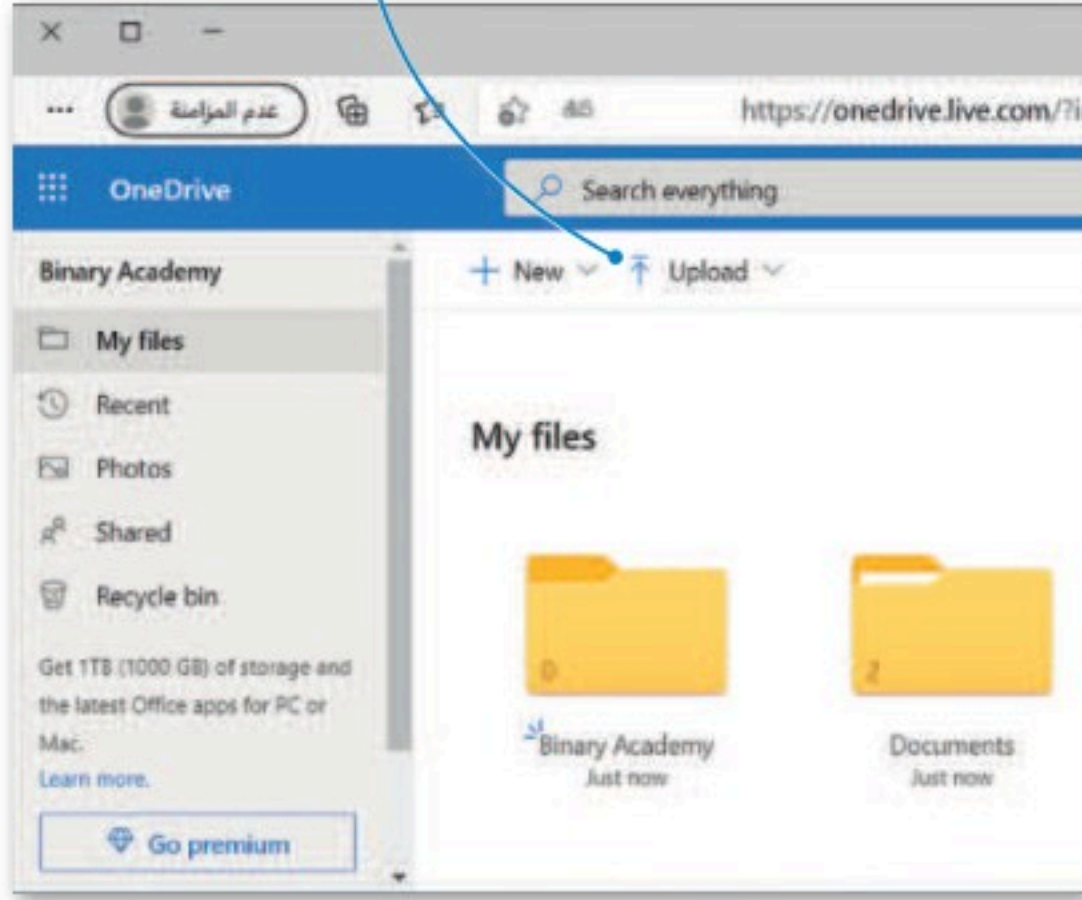 عدم المزامنة
https://onedrive.live.com/?i
OneDrive
Search everything
Binary Academy
New
Upload
My files
Recent
Photos
Shared
Recycle bin
Get 1TB (1000 GB) of storage and
the latest Office apps for PC or
Mac.
Learn more.
Go premium
My files
0
Binary Academy
Just now
2
Documents
Just now